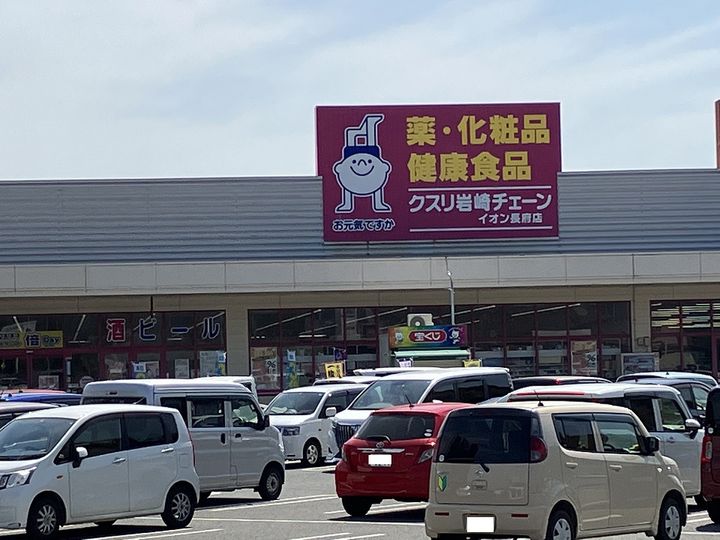 薬・化粧品
健康食品
クスリ岩崎チェーン
イオン長府店
お元気ですか
酒 ビール
倍
宝くじ